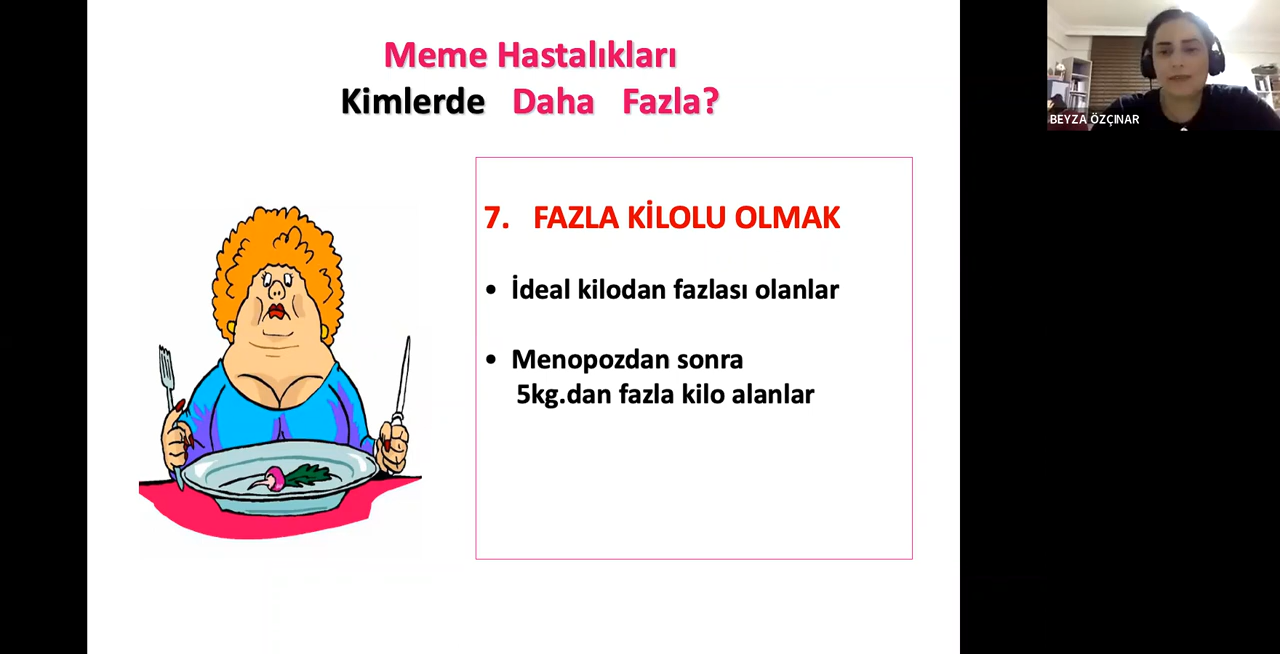 Meme Hastalıkları
Kimlerde Daha Fazla?
BEYZA ÖZÇINAR
7. FAZLA KİLOLU OLMAK
• İdeal kilodan fazlası olanlar
• Menopozdan sonra
5kg.dan fazla kilo alanlar